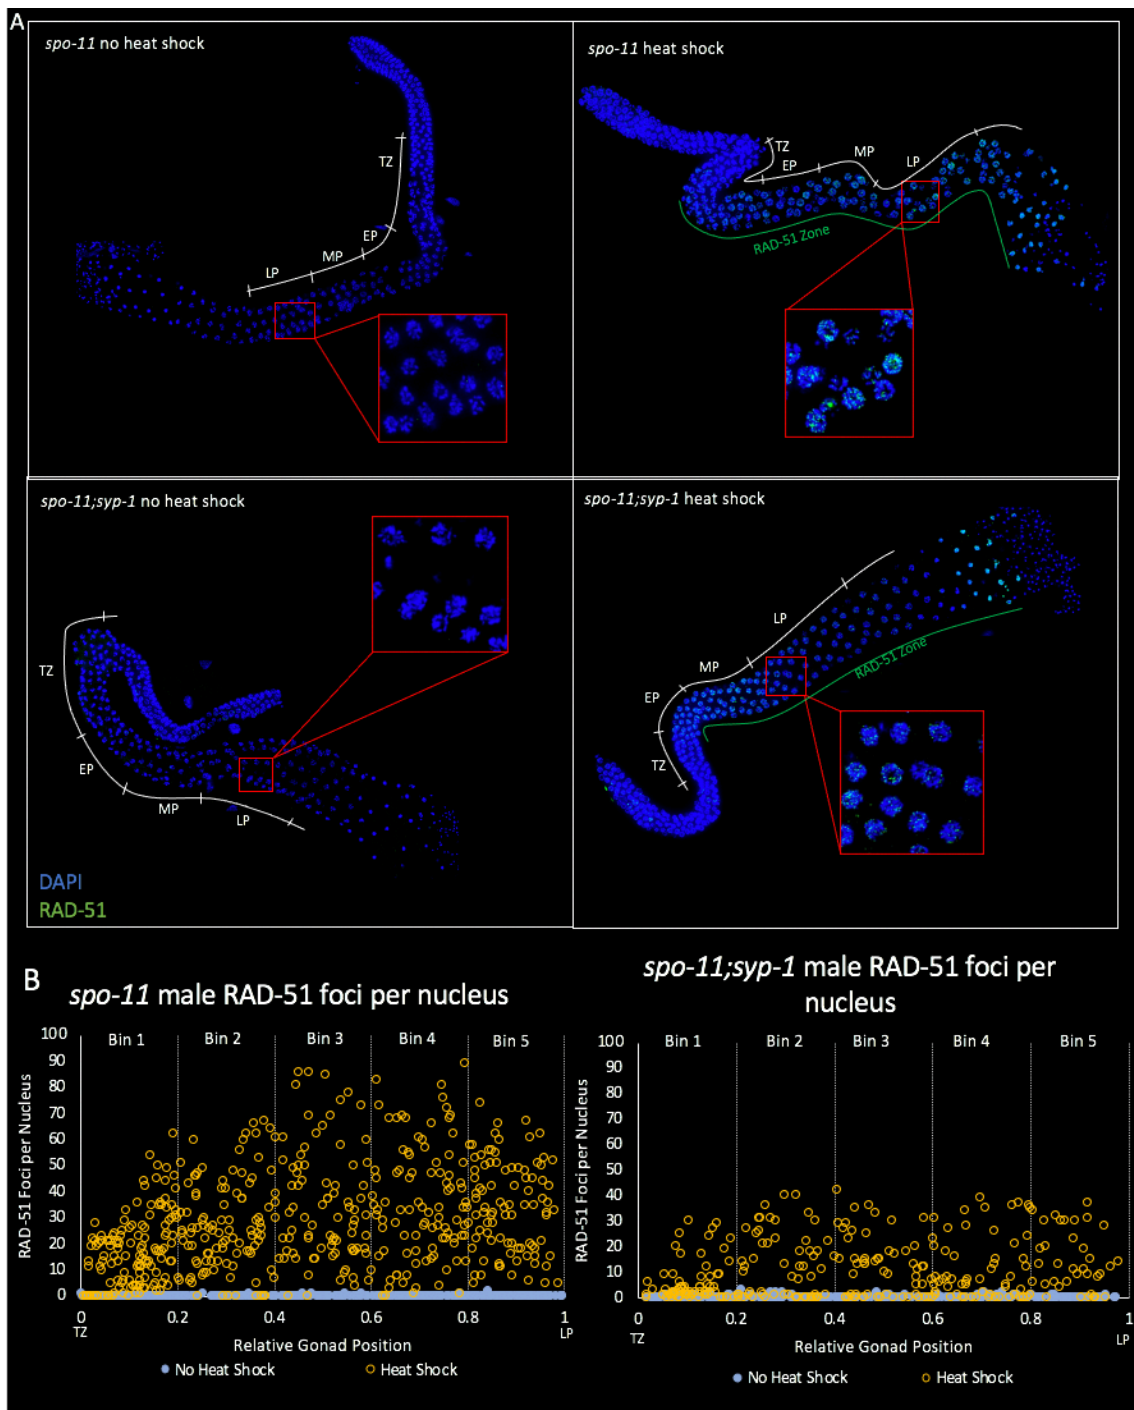 A
spo-11 no heat shock
TZ
EP
MP
LP
spo-11 heat shock
TZ
EP
MP
LP
RAD-51 Zone
spo-11;syp-1 no heat shock
TZ
EP
MP
LP
DAPI
RAD-51
spo-11;syp-1 heat shock
LP
MP
EP
TZ
RAD-51 Zone
B
spo-11 male RAD-51 foci per nucleus
Bin 1 Bin 2 Bin 3 Bin 4 Bin 5
RAD-51 Foci per Nucleus
100
90
80
70
60
50
40
30
20
10
0
0 0.2 0.4 0.6 0.8 1
TZ LP
Relative Gonad Position
No Heat Shock Heat Shock
spo-11;syp-1 male RAD-51 foci per
nucleus
Bin 1 Bin 2 Bin 3 Bin 4 Bin 5
RAD-51 Foci per Nucleus
100
90
80
70
60
50
40
30
20
10
0
0 0.2 0.4 0.6 0.8 1
TZ LP
Relative Gonad Position
No Heat Shock Heat Shock